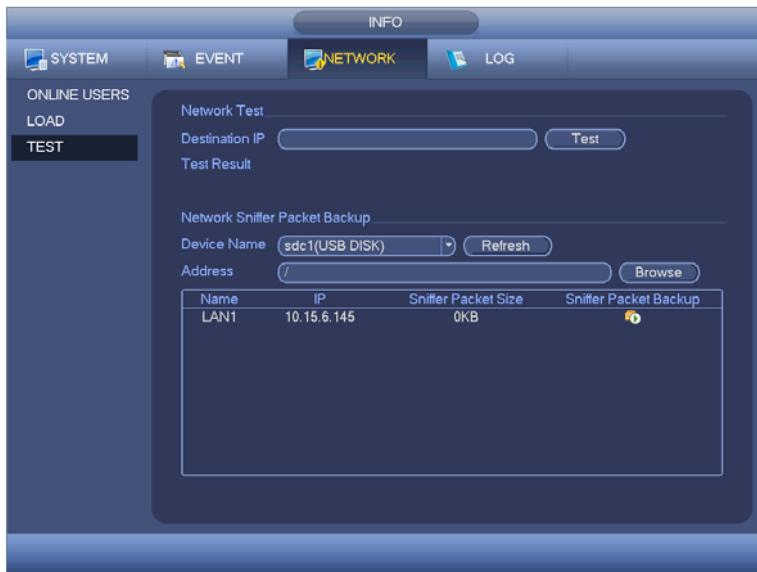 INFO
SYSTEM EVENT NETWORK LOG
ONLINE USERS
LOAD
TEST
Network Test
Destination IP Test
Test Result
Network Sniffer Packet Backup
Device Name sdc1(USB DISK) Refresh
Address / Browse
Name IP Sniffer Packet Size Sniffer Packet Backup
LAN1 10.15.6.145 0KB